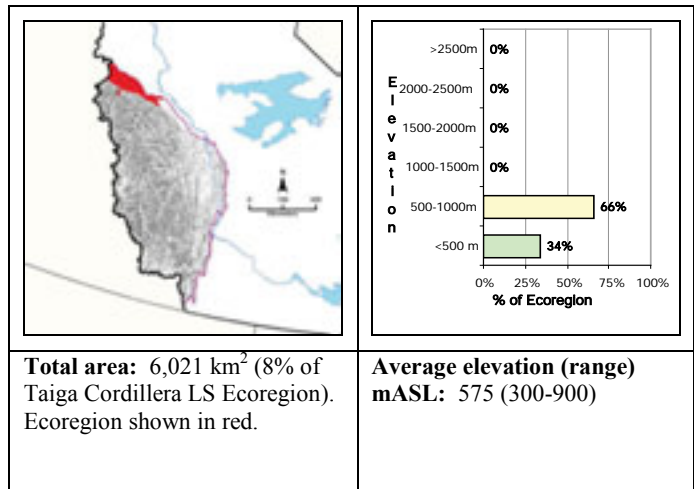 Elevation
>2500m 0%
2000-2500m 0%
1500-2000m 0%
1000-1500m 0%
500-1000m 66%
<500 m 34%
0% 25% 50% 75% 100%
% of Ecoregion
Total area: 6,021 km² (8% of
Taiga Cordillera LS Ecoregion).
Ecoregion shown in red.
Average elevation (range)
mASL: 575 (300-900)